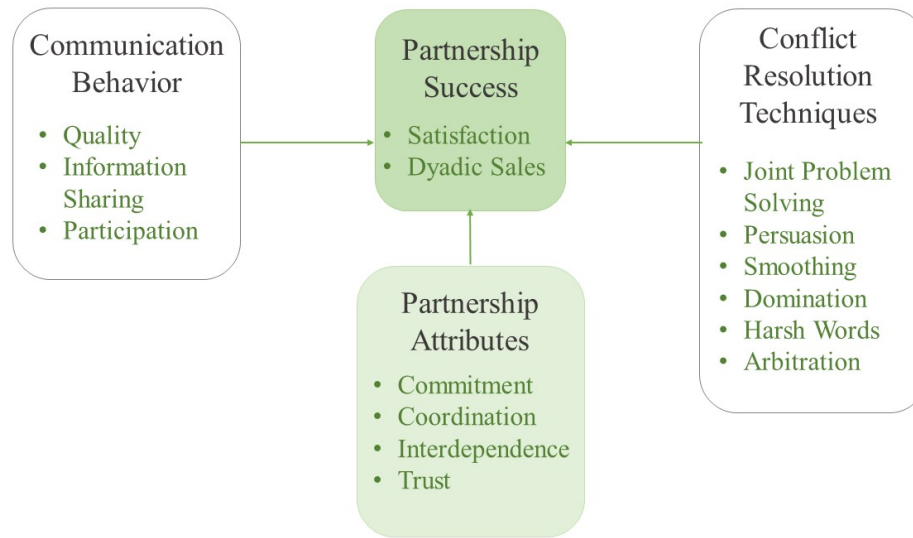 Communication
Behavior
• Quality
• Information
Sharing
• Participation
Partnership
Success
• Satisfaction
• Dyadic Sales
Conflict
Resolution
Techniques
• Joint Problem
Solving
• Persuasion
• Smoothing
• Domination
• Harsh Words
• Arbitration
Partnership
Attributes
• Commitment
• Coordination
• Interdependence
• Trust